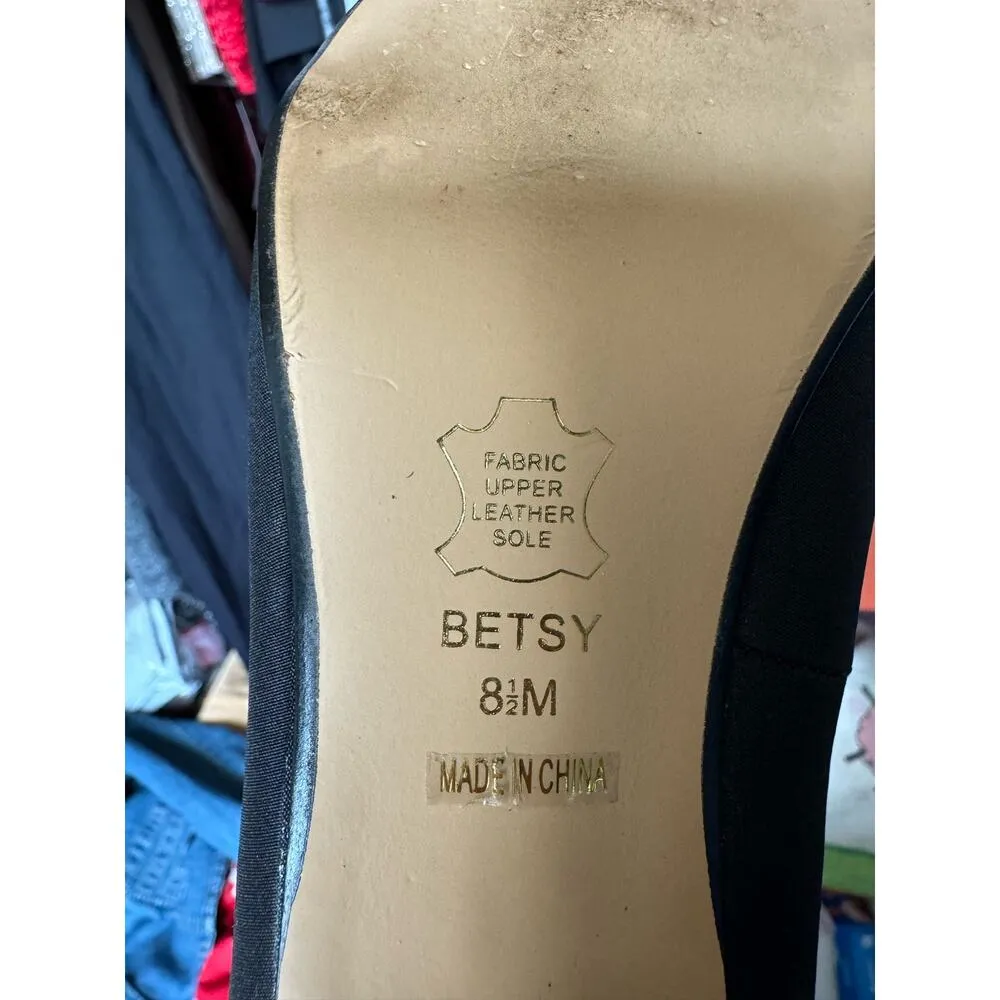 FABRIC
UPPER
LEATHER
SOLE
BETSY
8½M
MADE IN CHINA